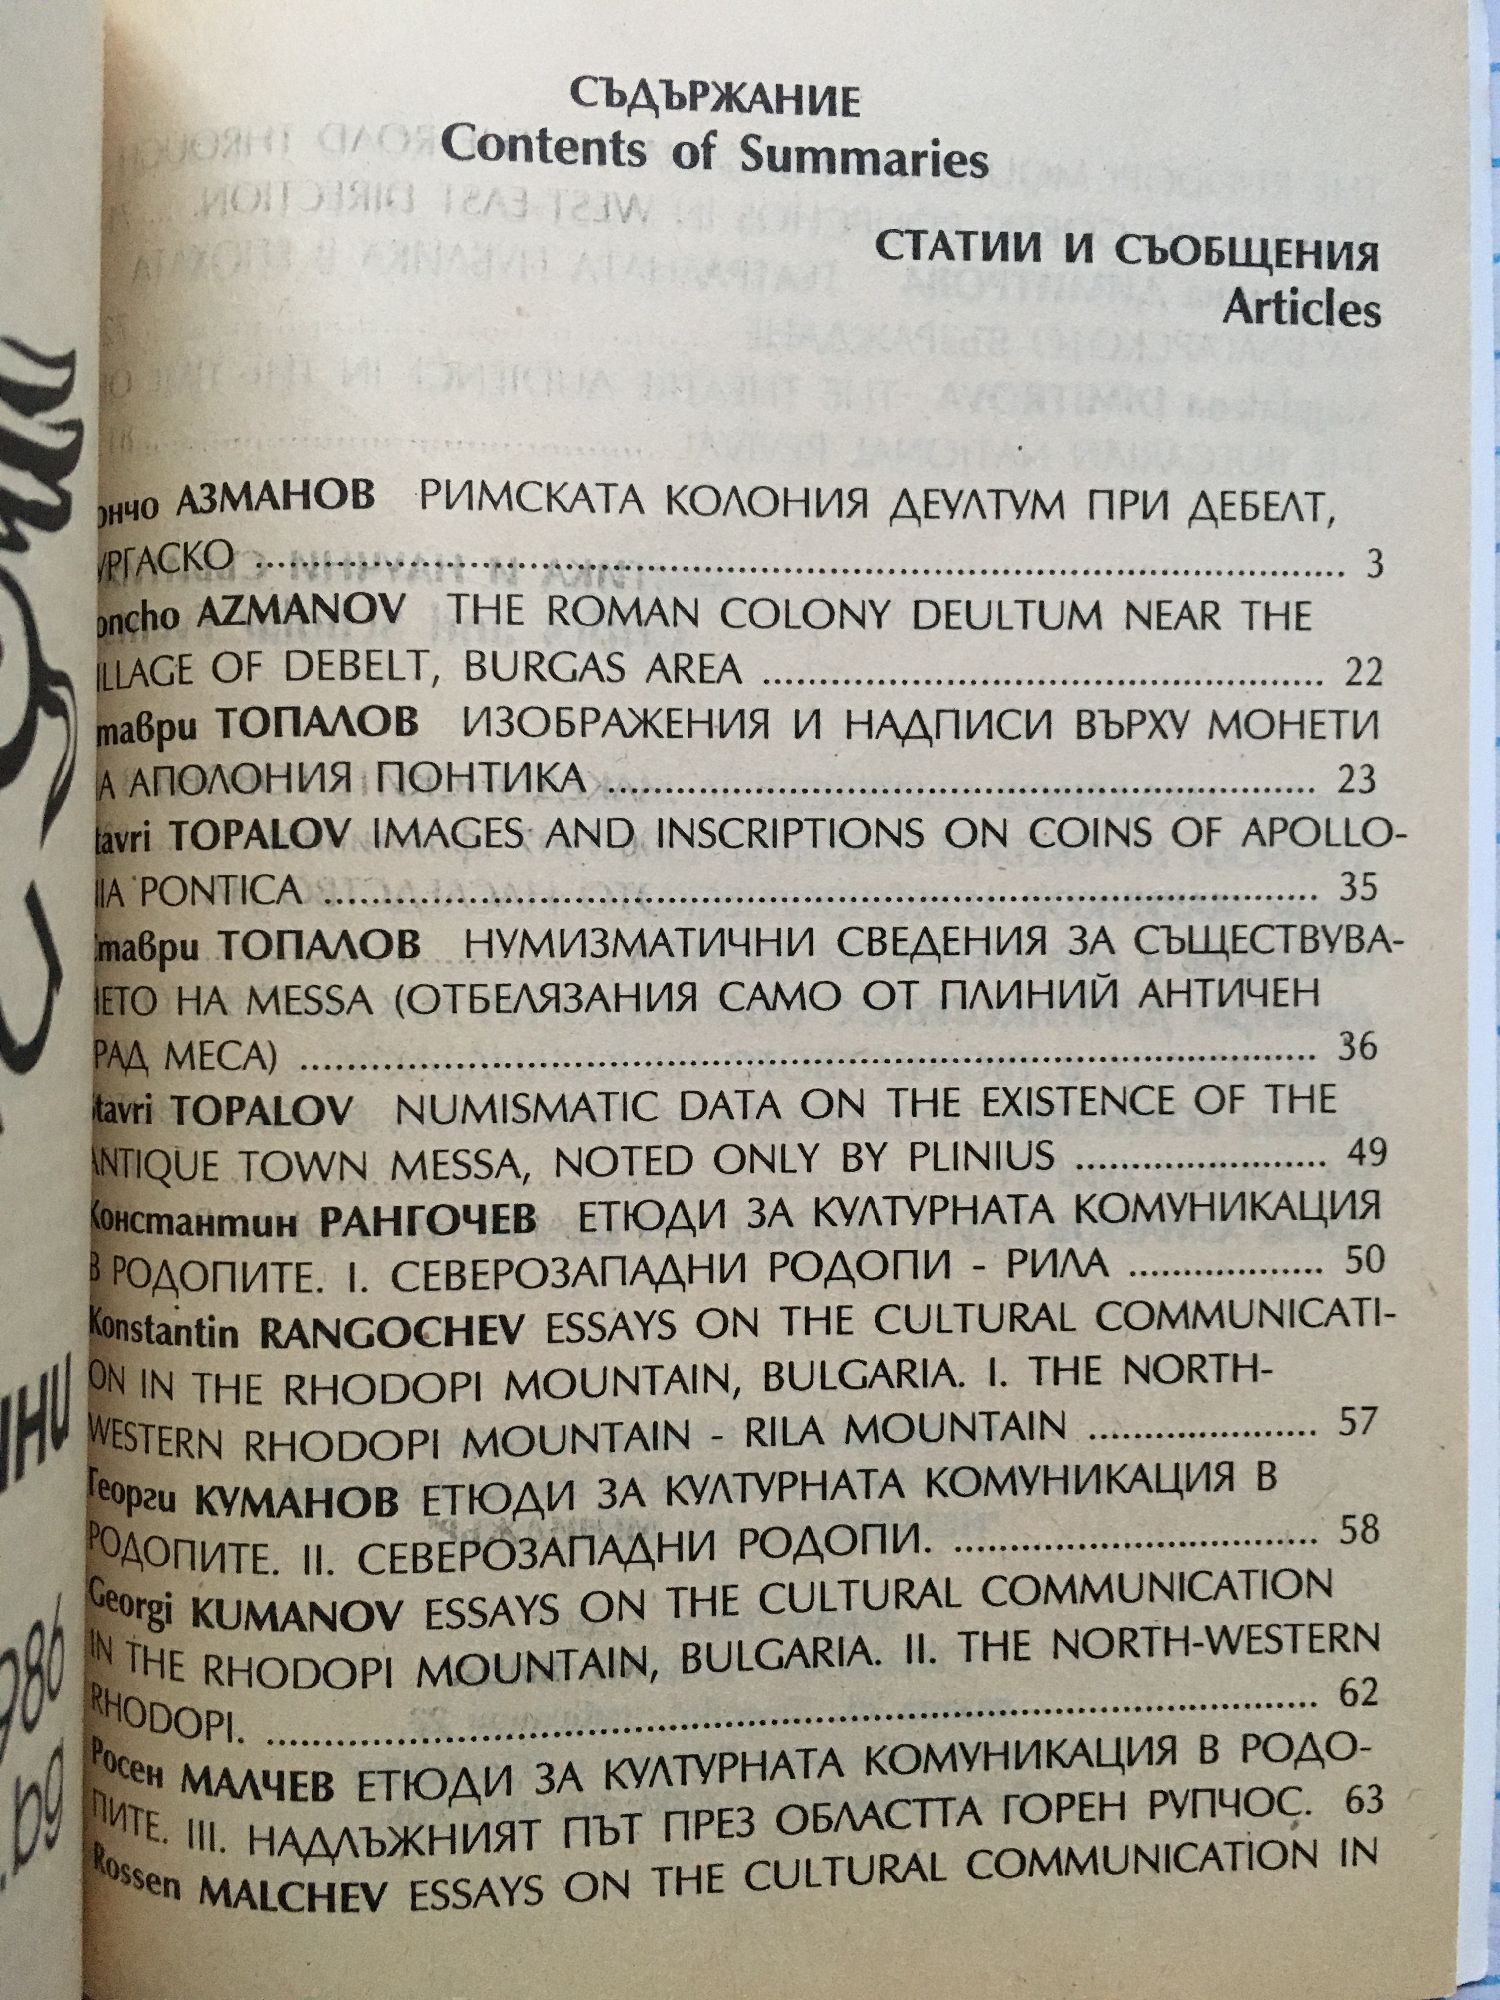 СЪДЪРЖАНИЕ
Contents of Summaries
СТАТИИ И СЪОБЩЕНИЯ
Articles
ончо АЗМАНОВ РИМСКАТА КОЛОНИЯ ДЕУЛТУМ ПРИ ДЕБЕЛТ,
УРГАСКО ........ 3
oncho AZMANOV THE ROMAN COLONY DEULTUM NEAR THE
ILLAGE OF DEBELT, BURGAS AREA ........ 22
таври ТОПАЛОВ ИЗОБРАЖЕНИЯ И НАДПИСИ ВЪРХУ МОНЕТИ
А АПОЛОНИЯ ПОНТИКА ........ 23
tavri TOPALOV IMAGES AND INSCRIPTIONS ON COINS OF APOLLO-
NIA PONTICA ........ 35
Ставри ТОПАЛОВ НУМИЗМАТИЧНИ СВЕДЕНИЯ ЗА СЪЩЕСТВУВА-
НЕТО НА MESSA (ОТБЕЛЯЗАНИЯ САМО ОТ ПЛИНИЙ АНТИЧЕН
РАД МЕСА) ........ 36
Stavri TOPALOV NUMISMATIC DATA ON THE EXISTENCE OF THE
ANTIQUE TOWN MESSA, NOTED ONLY BY PLINIUS ........ 49
Константин РАНГОЧЕВ ЕТЮДИ ЗА КУЛТУРНАТА КОМУНИКАЦИЯ
В РОДОПИТЕ. I. СЕВЕРОЗАПАДНИ РОДОПИ - РИЛА ........ 50
Konstantin RANGOCHEV ESSAYS ON THE CULTURAL COMMUNICATI-
ON IN THE RHODOPI MOUNTAIN, BULGARIA. I. THE NORTH-
WESTERN RHODOPI MOUNTAIN - RILA MOUNTAIN ........ 57
Георги КУМАНОВ ЕТЮДИ ЗА КУЛТУРНАТА КОМУНИКАЦИЯ В
РОДОПИТЕ. II. СЕВЕРОЗАПАДНИ РОДОПИ. ........ 58
Georgi KUMANOV ESSAYS ON THE CULTURAL COMMUNICATION
IN THE RHODOPI MOUNTAIN, BULGARIA. II. THE NORTH-WESTERN
RHODOPI. ........ 62
Росен МАЛЧЕВ ЕТЮДИ ЗА КУЛТУРНАТА КОМУНИКАЦИЯ В РОДО-
ПИТЕ. III. НАДЛЪЖНИЯТ ПЪТ ПРЕЗ ОБЛАСТТА ГОРЕН РУПЧОС. 63
Rossen MALCHEV ESSAYS ON THE CULTURAL COMMUNICATION IN